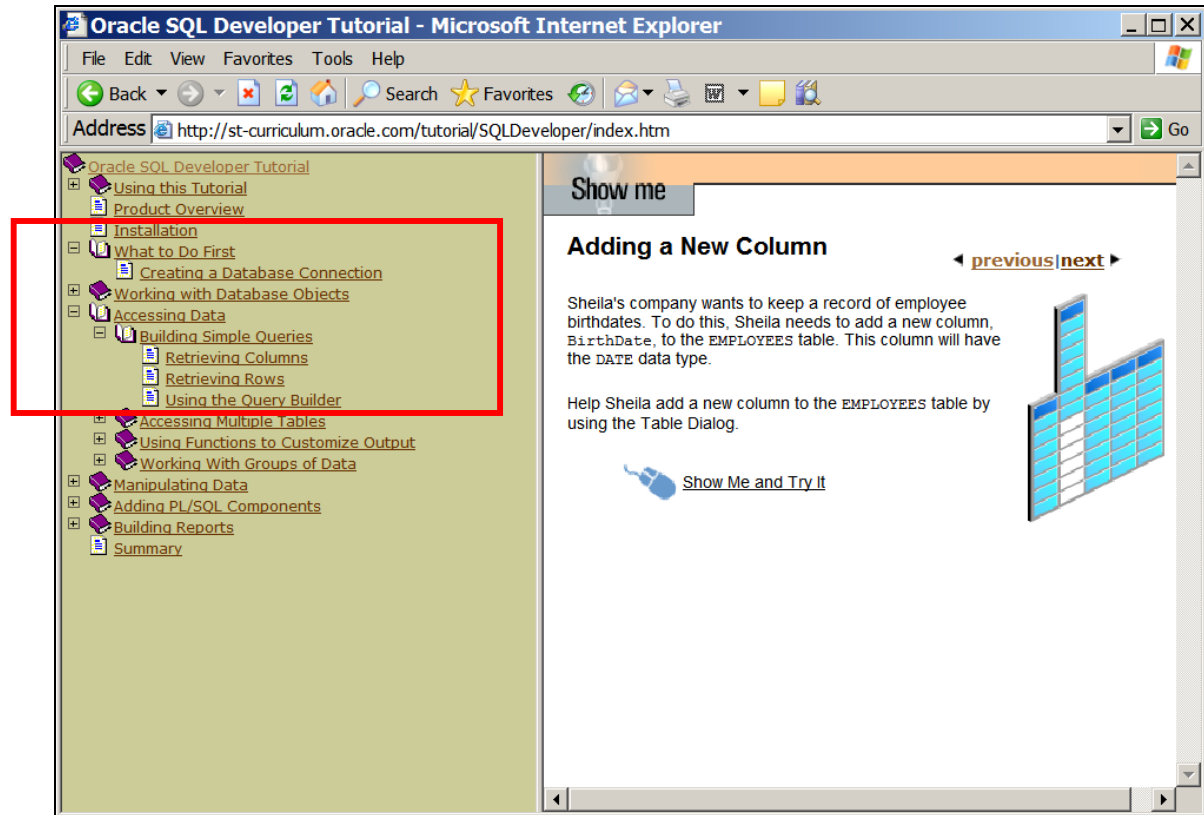 Oracle SQL Developer Tutorial - Microsoft Internet Explorer
File Edit View Favorites Tools Help
Back Search Favorites
Address http://st-curriculum.oracle.com/tutorial/SQLDeveloper/index.htm Go
Oracle SQL Developer Tutorial
Using this Tutorial
Product Overview
Installation
What to Do First
Creating a Database Connection
Working with Database Objects
Accessing Data
Building Simple Queries
Retrieving Columns
Retrieving Rows
Using the Query Builder
Accessing Multiple Tables
Using Functions to Customize Output
Working With Groups of Data
Manipulating Data
Adding PL/SQL Components
Building Reports
Summary
Show me
Adding a New Column
previous|next
Sheila's company wants to keep a record of employee
birthdates. To do this, Sheila needs to add a new column,
BirthDate, to the EMPLOYEES table. This column will have
the DATE data type.
Help Sheila add a new column to the EMPLOYEES table by
using the Table Dialog.
Show Me and Try It